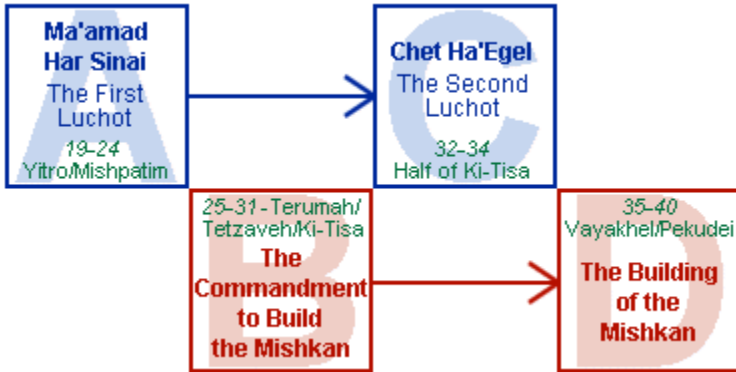 A
Ma'amad
Har Sinai
The First
Luchot
19-24
Yitro/Mishpatim
C
Chet Ha'Egel
The Second
Luchot
32-34
Half of Ki-Tisa
B
25-31-Terumah/
Tetzaveh/Ki-Tisa
The
Commandment
to Build
the Mishkan
D
35-40
Vayakhel/Pekudei
The Building
of the
Mishkan